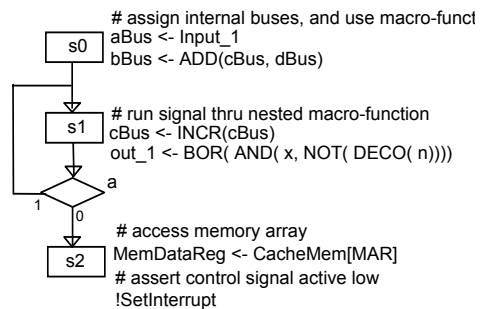 # assign internal buses, and use macro-funct
s0
aBus <- Input_1
bBus <- ADD(cBus, dBus)
# run signal thru nested macro-function
s1
cBus <- INCR(cBus)
out_1 <- BOR( AND( x, NOT( DECO( n))))
a
1
0
# access memory array
s2
MemDataReg <- CacheMem[MAR]
# assert control signal active low
!SetInterrupt